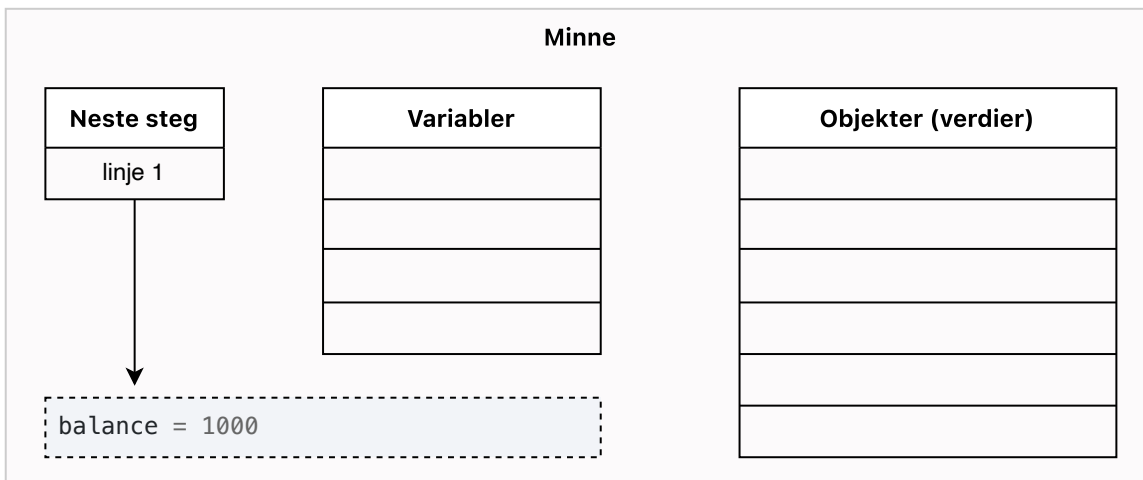 Minne
Neste steg
Variabler
Objekter (verdier)
linje 1
balance = 1000